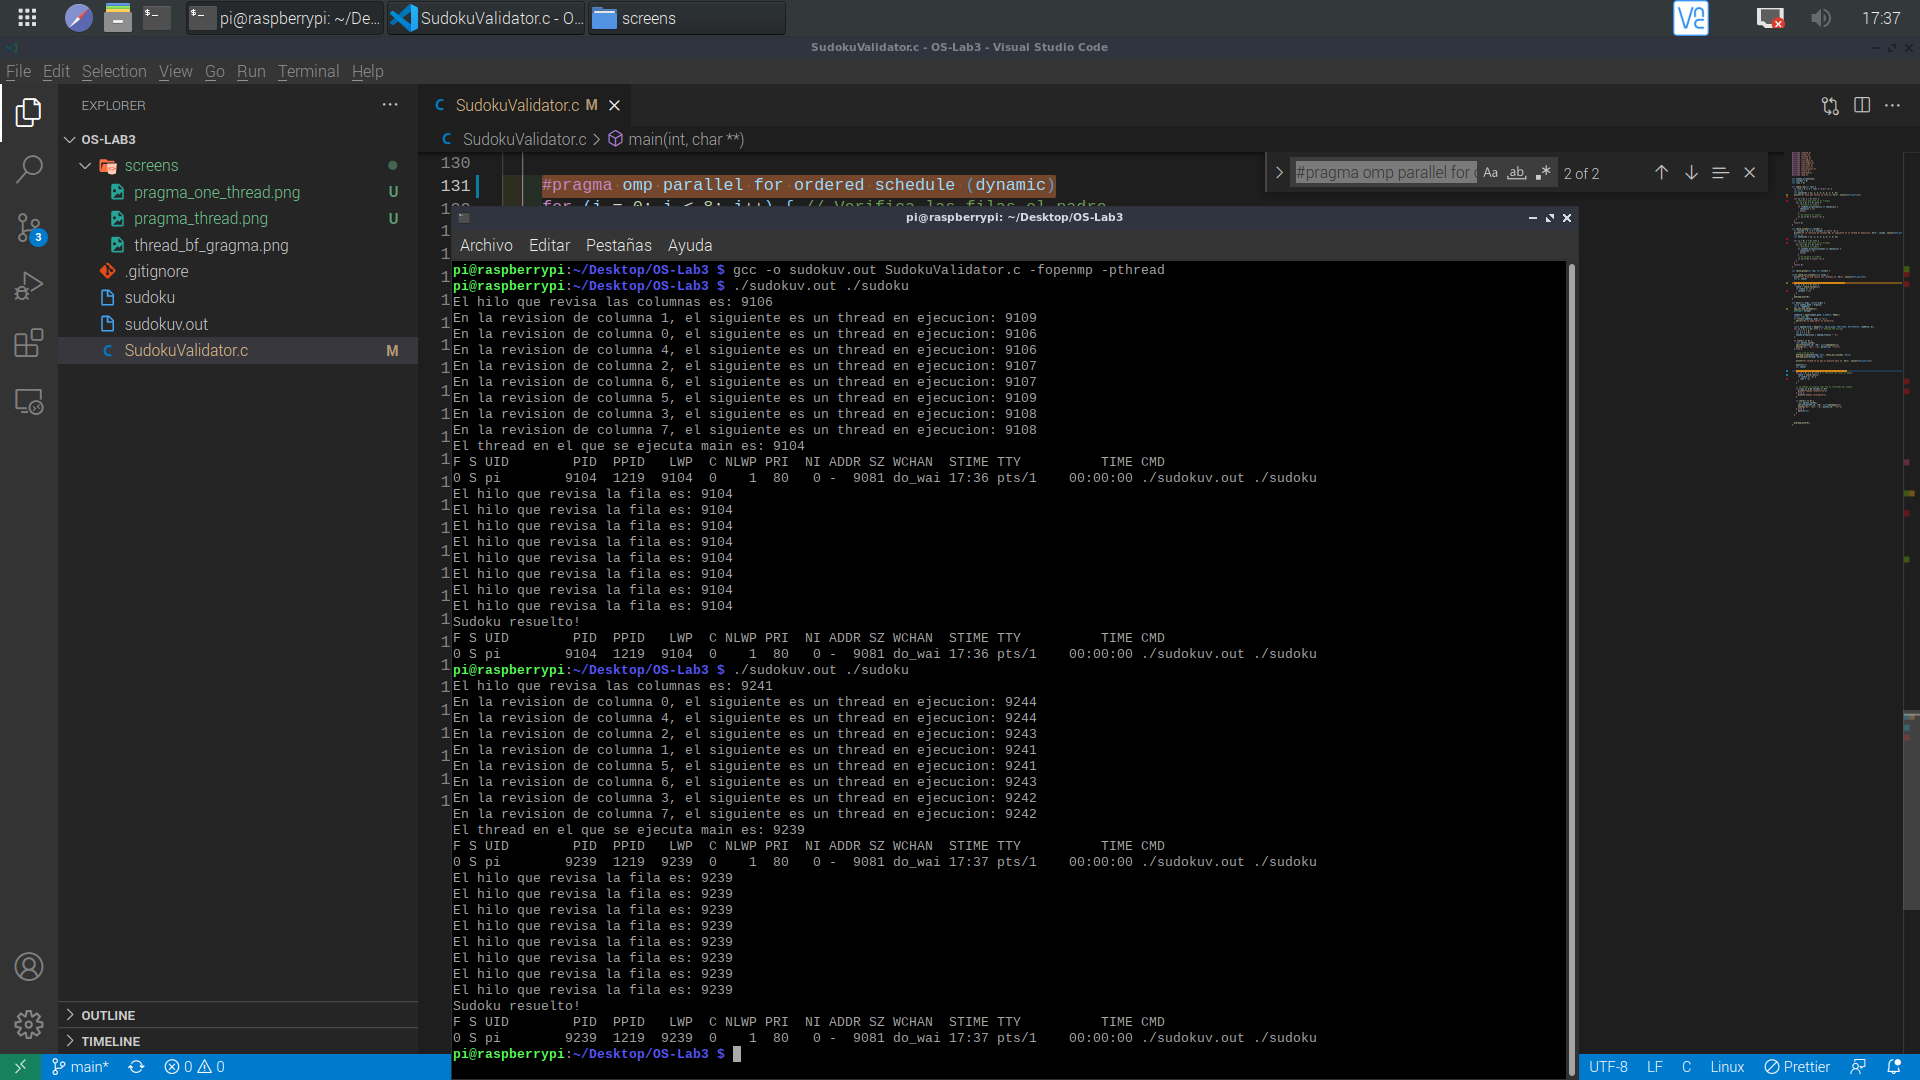 pi@raspberrypi: ~/De...
SudokuValidator.c - O...
screens
17:37
SudokuValidator.c - OS-Lab3 - Visual Studio Code
File Edit Selection View Go Run Terminal Help
EXPLORER
SudokuValidator.c M
OS-LAB3
SudokuValidator.c > main(int, char **)
screens
pragma_one_thread.png U
pragma_thread.png U
thread_bf_gragma.png
.gitignore
sudoku
sudokuv.out
SudokuValidator.c M
3
130
131 #pragma omp parallel for ordered schedule (dynamic)
for (i = 0; i < 8; i++) { // Verifica las filas el padre
#pragma omp parallel for Aa ab 2 of 2
pi@raspberrypi: ~/Desktop/OS-Lab3
Archivo Editar Pestañas Ayuda
pi@raspberrypi:~/Desktop/OS-Lab3 $ gcc -o sudokuv.out SudokuValidator.c -fopenmp -pthread
pi@raspberrypi:~/Desktop/OS-Lab3 $ ./sudokuv.out ./sudoku
El hilo que revisa las columnas es: 9106
En la revision de columna 1, el siguiente es un thread en ejecucion: 9109
En la revision de columna 0, el siguiente es un thread en ejecucion: 9106
En la revision de columna 4, el siguiente es un thread en ejecucion: 9106
En la revision de columna 2, el siguiente es un thread en ejecucion: 9107
En la revision de columna 6, el siguiente es un thread en ejecucion: 9107
En la revision de columna 5, el siguiente es un thread en ejecucion: 9109
En la revision de columna 3, el siguiente es un thread en ejecucion: 9108
En la revision de columna 7, el siguiente es un thread en ejecucion: 9108
El thread en el que se ejecuta main es: 9104
F S UID PID PPID LWP C NLWP PRI NI ADDR SZ WCHAN STIME TTY TIME CMD
0 S pi 9104 1219 9104 0 1 80 0 - 9081 do_wai 17:36 pts/1 00:00:00 ./sudokuv.out ./sudoku
El hilo que revisa la fila es: 9104
El hilo que revisa la fila es: 9104
El hilo que revisa la fila es: 9104
El hilo que revisa la fila es: 9104
El hilo que revisa la fila es: 9104
El hilo que revisa la fila es: 9104
El hilo que revisa la fila es: 9104
El hilo que revisa la fila es: 9104
Sudoku resuelto!
F S UID PID PPID LWP C NLWP PRI NI ADDR SZ WCHAN STIME TTY TIME CMD
0 S pi 9104 1219 9104 0 1 80 0 - 9081 do_wai 17:36 pts/1 00:00:00 ./sudokuv.out ./sudoku
pi@raspberrypi:~/Desktop/OS-Lab3 $ ./sudokuv.out ./sudoku
El hilo que revisa las columnas es: 9241
En la revision de columna 0, el siguiente es un thread en ejecucion: 9244
En la revision de columna 4, el siguiente es un thread en ejecucion: 9244
En la revision de columna 2, el siguiente es un thread en ejecucion: 9243
En la revision de columna 1, el siguiente es un thread en ejecucion: 9241
En la revision de columna 5, el siguiente es un thread en ejecucion: 9241
En la revision de columna 6, el siguiente es un thread en ejecucion: 9243
En la revision de columna 3, el siguiente es un thread en ejecucion: 9242
En la revision de columna 7, el siguiente es un thread en ejecucion: 9242
El thread en el que se ejecuta main es: 9239
F S UID PID PPID LWP C NLWP PRI NI ADDR SZ WCHAN STIME TTY TIME CMD
0 S pi 9239 1219 9239 0 1 80 0 - 9081 do_wai 17:37 pts/1 00:00:00 ./sudokuv.out ./sudoku
El hilo que revisa la fila es: 9239
El hilo que revisa la fila es: 9239
El hilo que revisa la fila es: 9239
El hilo que revisa la fila es: 9239
El hilo que revisa la fila es: 9239
El hilo que revisa la fila es: 9239
El hilo que revisa la fila es: 9239
El hilo que revisa la fila es: 9239
Sudoku resuelto!
F S UID PID PPID LWP C NLWP PRI NI ADDR SZ WCHAN STIME TTY TIME CMD
0 S pi 9239 1219 9239 0 1 80 0 - 9081 do_wai 17:37 pts/1 00:00:00 ./sudokuv.out ./sudoku
pi@raspberrypi:~/Desktop/OS-Lab3 $
OUTLINE
TIMELINE
main* 0 0
UTF-8 LF C Linux Prettier